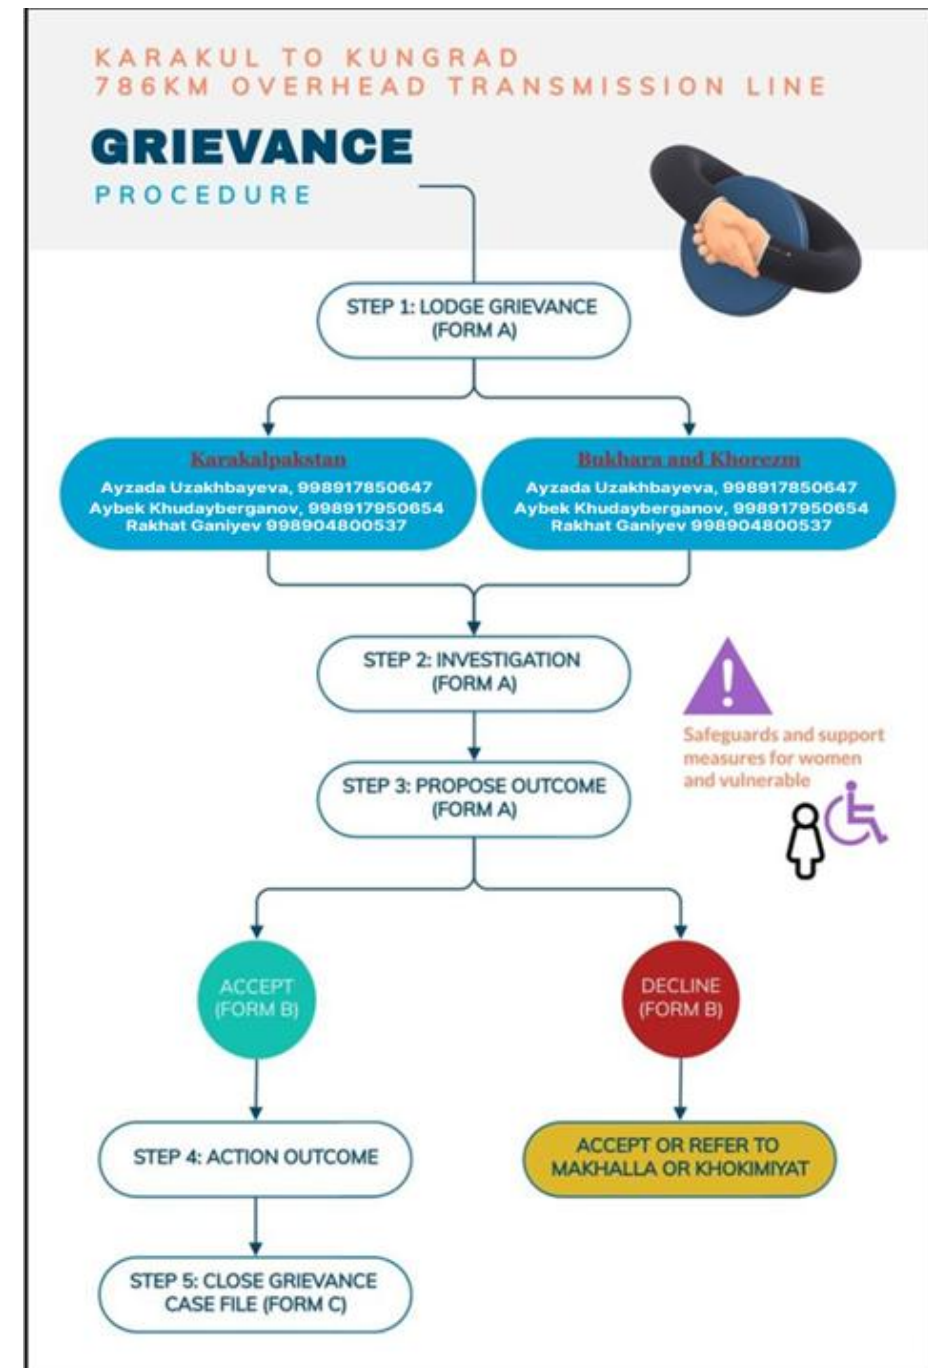 KARAKUL TO KUNGRAD
786KM OVERHEAD TRANSMISSION LINE
GRIEVANCE
PROCEDURE
STEP 1: LODGE GRIEVANCE
(FORM A)
Karakalpakstan
Ayzada Uzakhbayeva, 998917850647
Aybek Khudayberganov, 998917950654
Rakhat Ganiyev 998904800537
Bukhara and Khorezm
Ayzada Uzakhbayeva, 998917850647
Aybek Khudayberganov, 998917950654
Rakhat Ganiyev 998904800537
STEP 2: INVESTIGATION
(FORM A)
Safeguards and support
measures for women
and vulnerable
STEP 3: PROPOSE OUTCOME
(FORM A)
ACCEPT
(FORM B)
DECLINE
(FORM B)
STEP 4: ACTION OUTCOME
ACCEPT OR REFER TO
MAKHALLA OR KHOKIMIYAT
STEP 5: CLOSE GRIEVANCE
CASE FILE (FORM C)